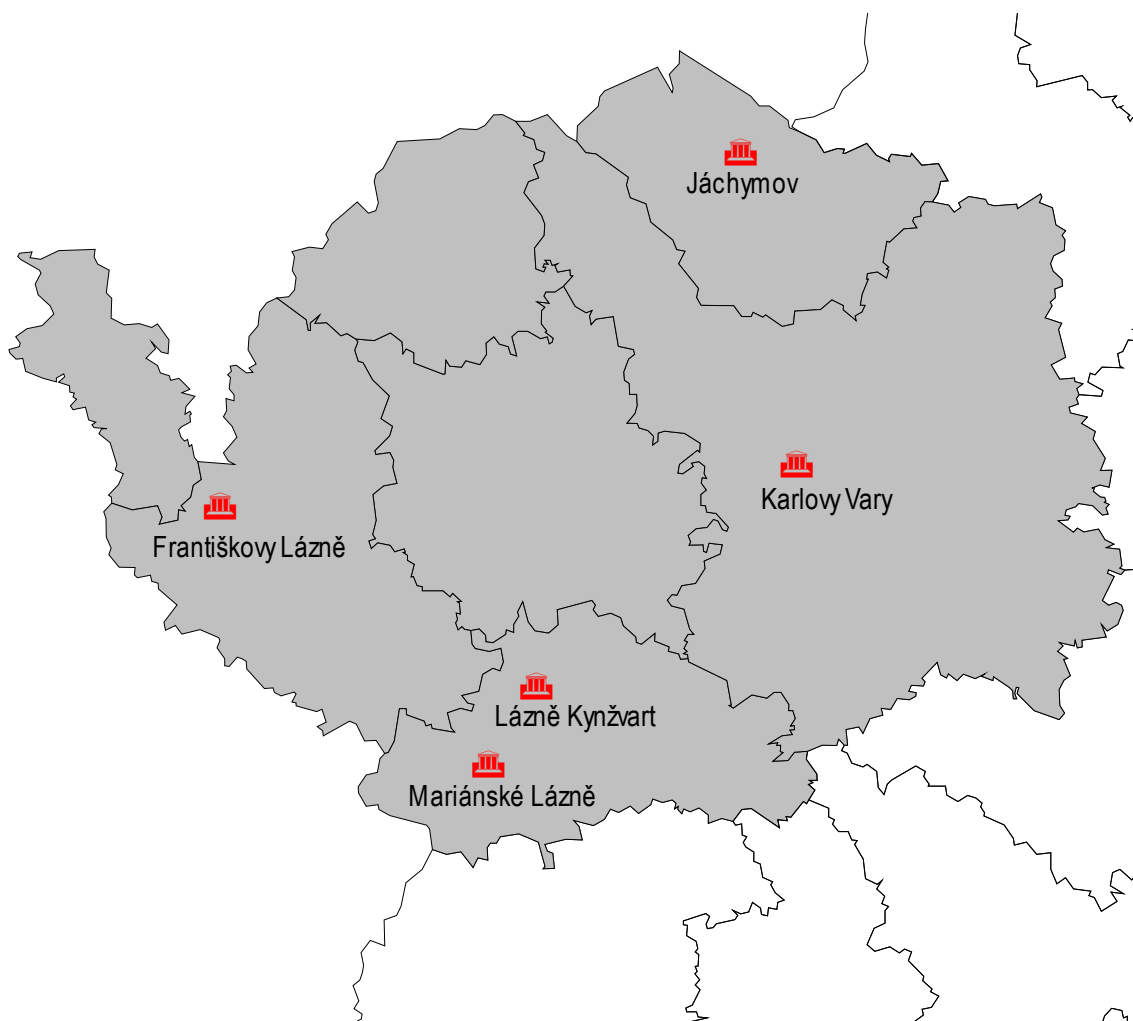 Jáchymov
Karlovy Vary
Františkovy Lázně
Lázně Kynžvart
Mariánské Lázně